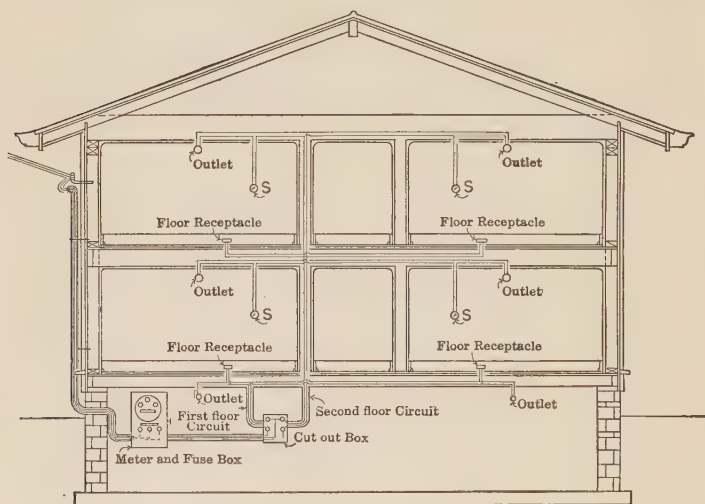 Outlet
Outlet
S
S
Floor Receptacle
Floor Receptacle
Outlet
Outlet
S
S
Floor Receptacle
Floor Receptacle
Outlet
First floor
Circuit
Second floor Circuit
Outlet
Cut out Box
Meter and Fuse Box